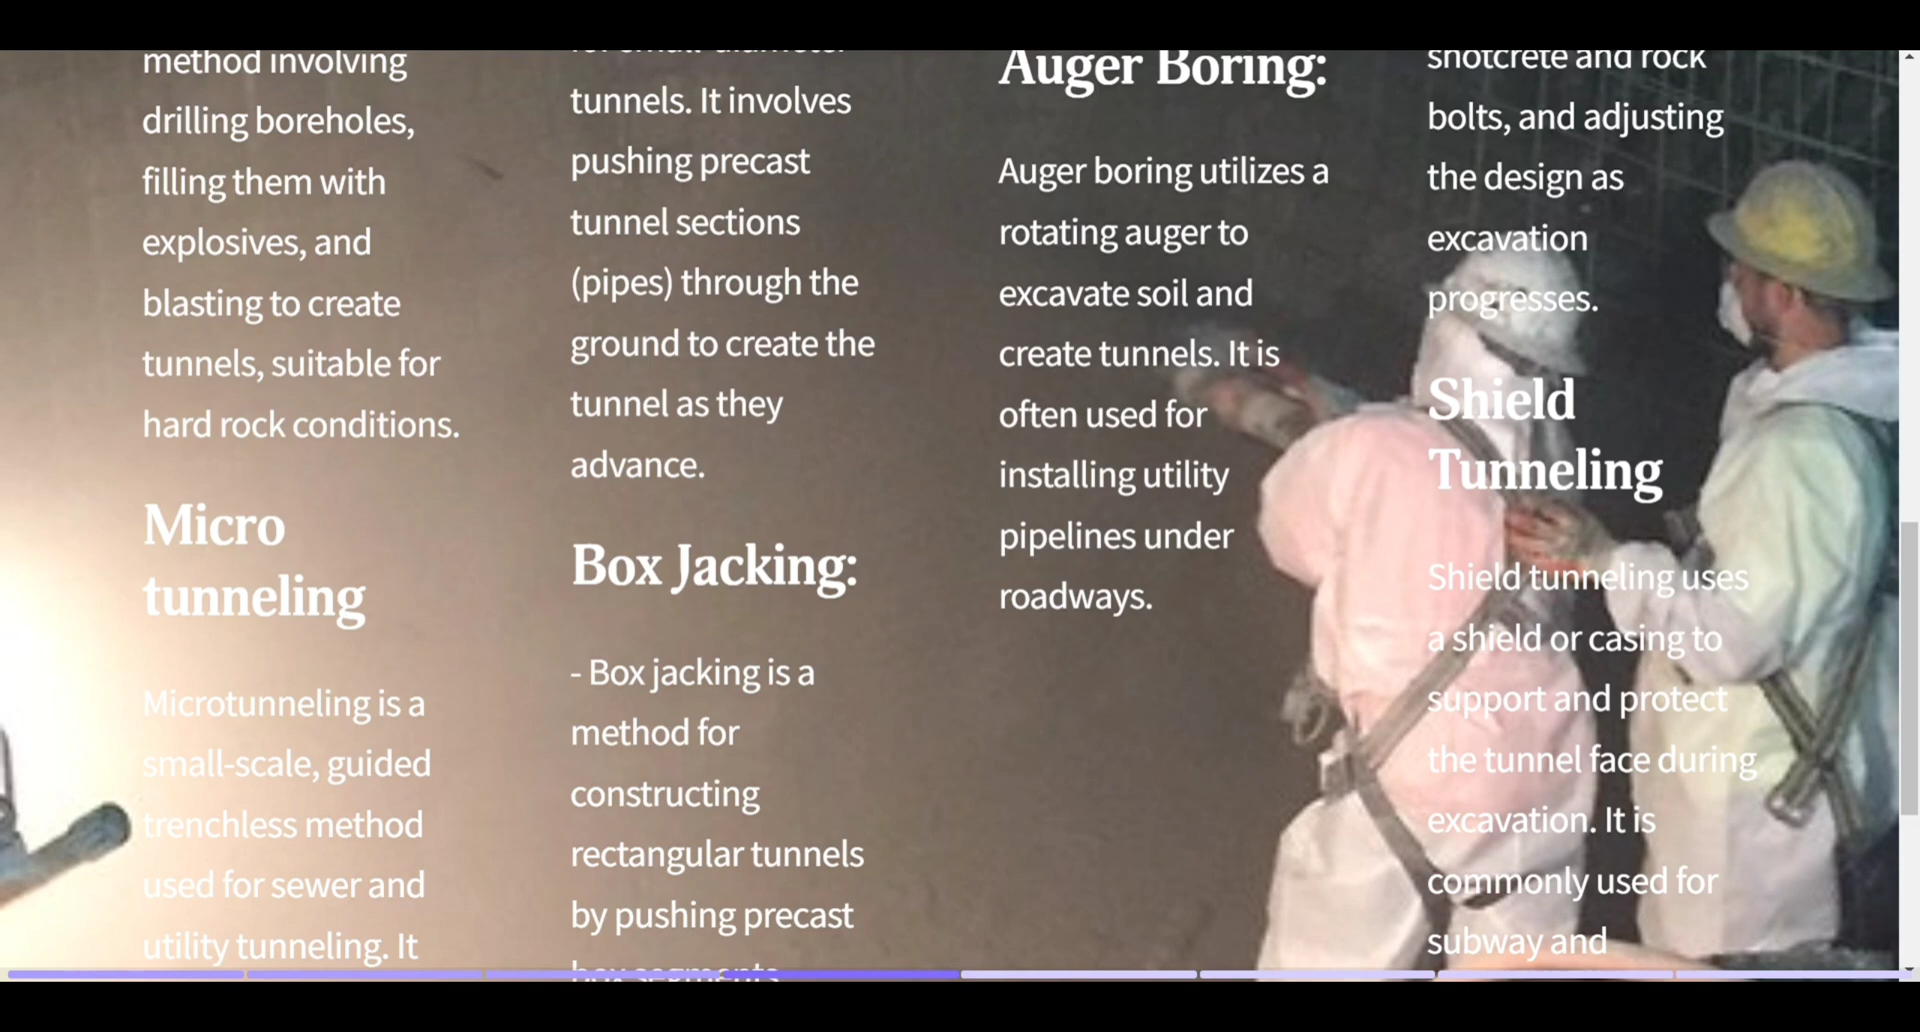 method involving
drilling boreholes,
filling them with
explosives, and
blasting to create
tunnels, suitable for
hard rock conditions.
Micro
tunneling
Microtunneling is a
small-scale, guided
trenchless method
used for sewer and
utility tunneling. It
for small-diameter
tunnels. It involves
pushing precast
tunnel sections
(pipes) through the
ground to create the
tunnel as they
advance.
Box Jacking:
- Box jacking is a
method for
constructing
rectangular tunnels
by pushing precast
box segments
Auger Boring:
Auger boring utilizes a
rotating auger to
excavate soil and
create tunnels. It is
often used for
installing utility
pipelines under
roadways.
shotcrete and rock
bolts, and adjusting
the design as
excavation
progresses.
Shield
Tunneling
Shield tunneling uses
a shield or casing to
support and protect
the tunnel face during
excavation. It is
commonly used for
subway and